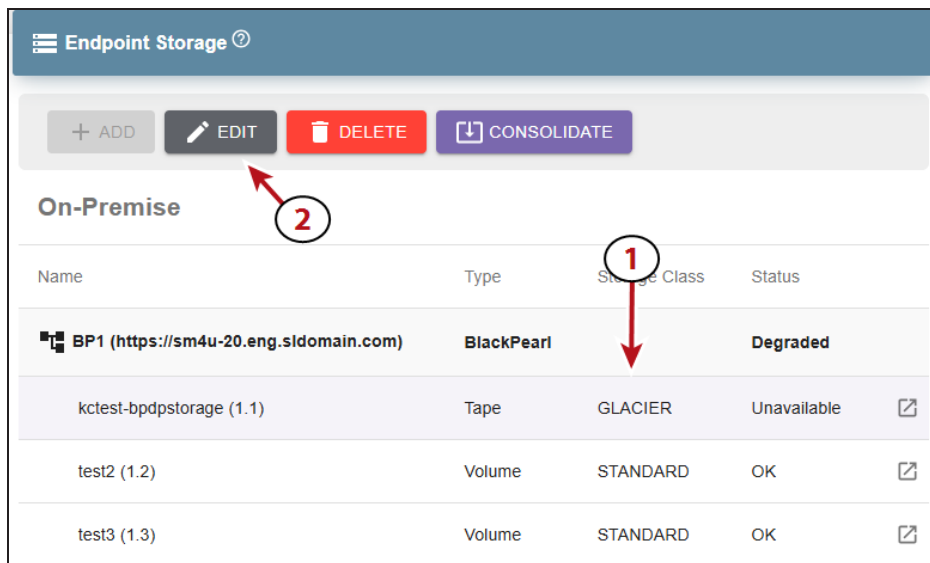 Endpoint Storage ?
+ ADD EDIT DELETE CONSOLIDATE
2
On-Premise
1
Name Type Storage Class Status
BP1 (https://sm4u-20.eng.sldomain.com) BlackPearl Degraded
kctest-bpdpstorage (1.1) Tape GLACIER Unavailable
test2 (1.2) Volume STANDARD OK
test3 (1.3) Volume STANDARD OK